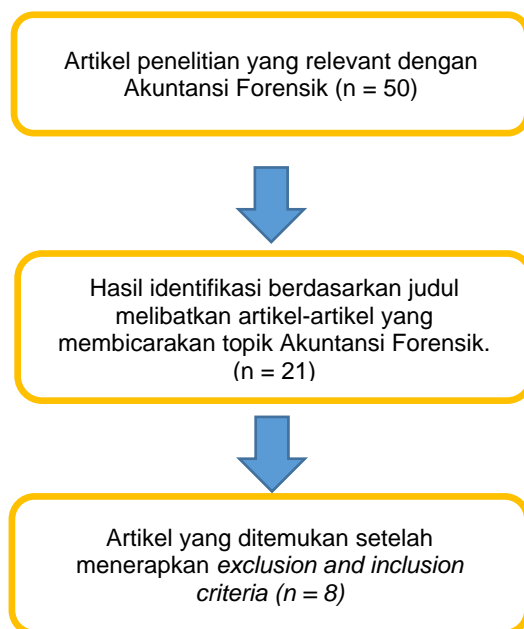 Artikel penelitian yang relevant dengan
Akuntansi Forensik (n = 50)
Hasil identifikasi berdasarkan judul
melibatkan artikel-artikel yang
membicarakan topik Akuntansi Forensik.
(n = 21)
Artikel yang ditemukan setelah
menerapkan exclusion and inclusion
criteria (n = 8)